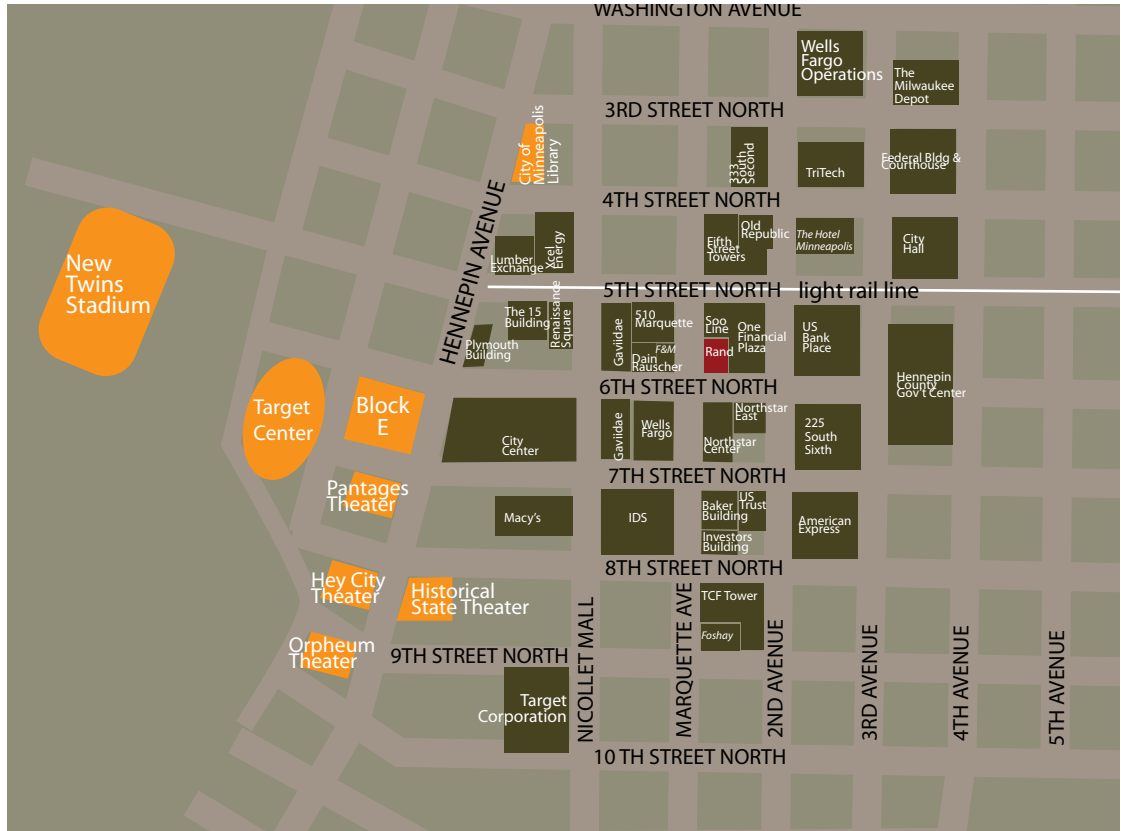 WASHINGTON AVENUE
Wells
Fargo
Operations
The
Milwaukee
Depot
3RD STREET NORTH
City of
Minneapolis
Library
333
South
Second
TriTech
Federal Bldg &
Courthouse
4TH STREET NORTH
HENNEPIN AVENUE
Lumber
Exchange
Xcel
Energy
Fifth
Street
Towers
Old
Republic
The Hotel
Minneapolis
City
Hall
New
Twins
Stadium
5TH STREET NORTH
light rail line
The 15
Building
Renaissance
Square
Plymouth
Building
Gaviidae
510
Marquette
F&M
Dain
Rauscher
Soo
Line
Rand
One
Financial
Plaza
US
Bank
Place
Hennepin
County
Gov't Center
6TH STREET NORTH
Target
Center
Block
E
City
Center
Gaviidae
Wells
Fargo
Northstar
East
Northstar
Center
225
South
Sixth
7TH STREET NORTH
Pantages
Theater
Macy's
IDS
Baker
Building
US
Trust
Investors
Building
American
Express
8TH STREET NORTH
Hey City
Theater
Historical
State Theater
TCF Tower
Foshay
Orpheum
Theater
9TH STREET NORTH
Target
Corporation
NICOLLET MALL
MARQUETTE AVE
2ND AVENUE
3RD AVENUE
4TH AVENUE
5TH AVENUE
10 TH STREET NORTH